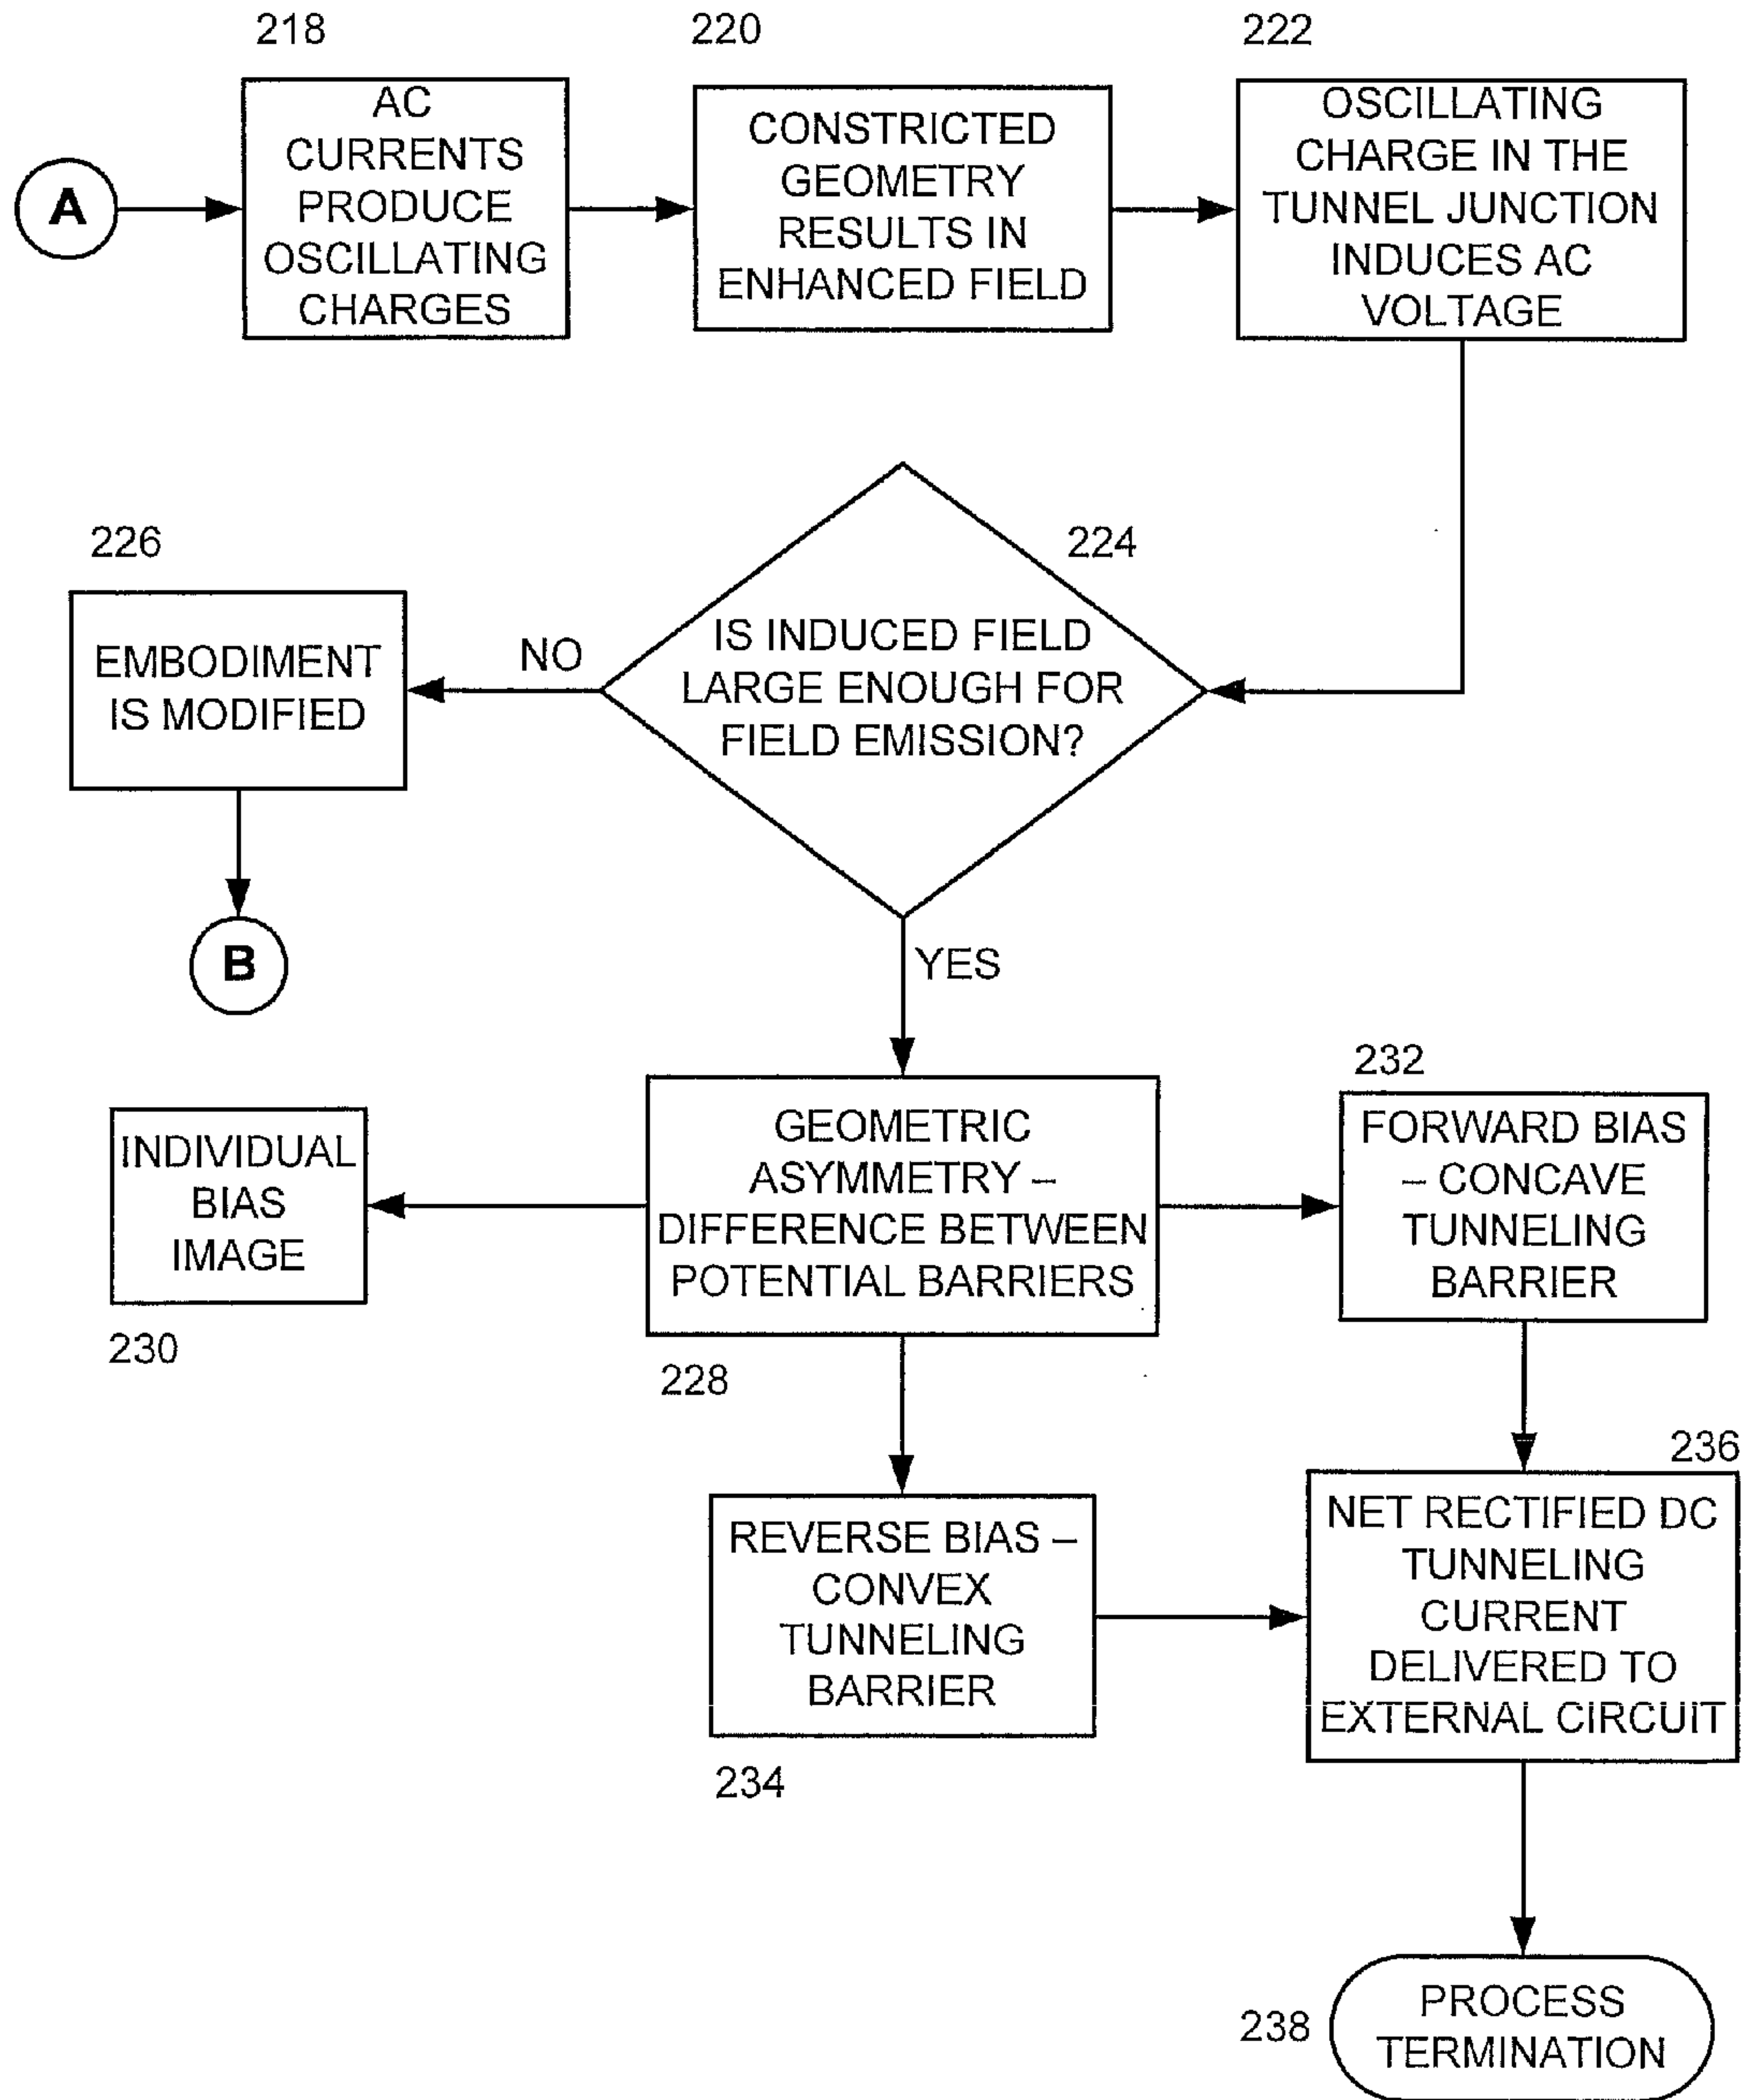 218
220
222
A
AC
CURRENTS
PRODUCE
OSCILLATING
CHARGES
CONSTRICTED
GEOMETRY
RESULTS IN
ENHANCED FIELD
OSCILLATING
CHARGE IN THE
TUNNEL JUNCTION
INDUCES AC
VOLTAGE
224
IS INDUCED FIELD
LARGE ENOUGH FOR
FIELD EMISSION?
NO
226
EMBODIMENT
IS MODIFIED
B
YES
GEOMETRIC
ASYMMETRY –
DIFFERENCE BETWEEN
POTENTIAL BARRIERS
228
INDIVIDUAL
BIAS
IMAGE
230
232
FORWARD BIAS
– CONCAVE
TUNNELING
BARRIER
REVERSE BIAS –
CONVEX
TUNNELING
BARRIER
234
236
NET RECTIFIED DC
TUNNELING
CURRENT
DELIVERED TO
EXTERNAL CIRCUIT
238
PROCESS
TERMINATION